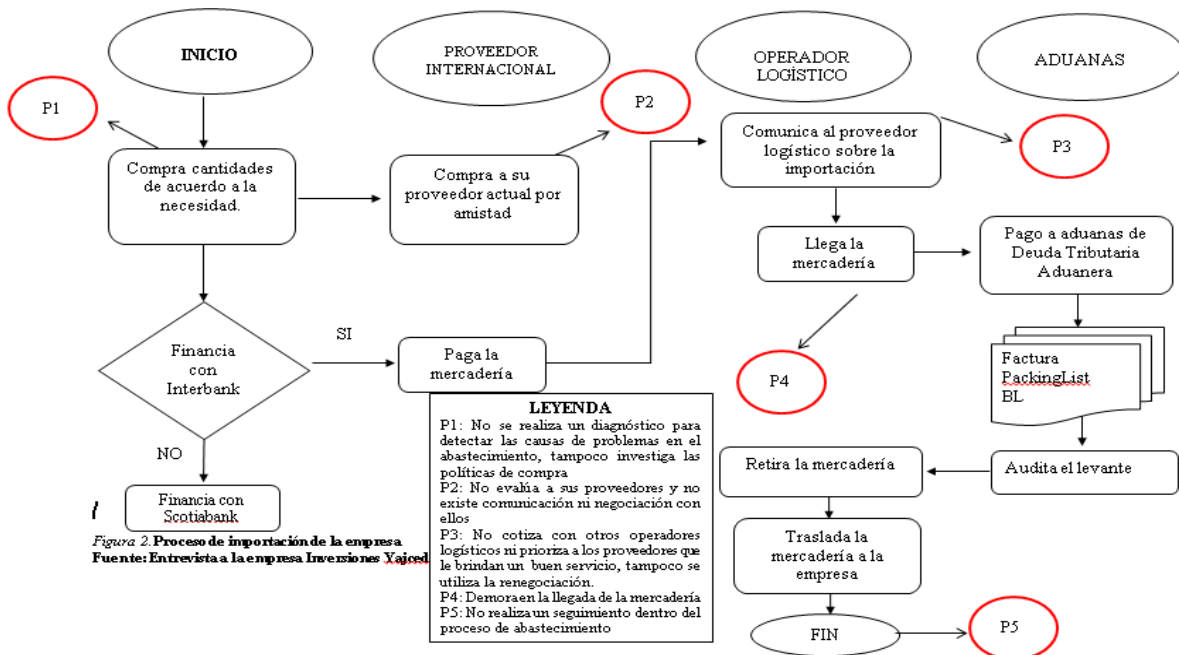 INICIO
PROVEEDOR
INTERNACIONAL
OPERADOR
LOGÍSTICO
ADUANAS
P1
P2
P3
Compra cantidades
de acuerdo a la
necesidad.
Compra a su
proveedor actual por
amistad
Comunica al proveedor
logístico sobre la
importación
Llega la
mercadería
Pago a aduanas de
Deuda Tributaria
Aduanera
Financia
con
Interbank
SI
Paga la
mercadería
P4
Factura
PackingList
BL
NO
Financia con
Scotiabank
Retira la mercadería
Audita el levante
Traslada la
mercadería a la
empresa
FIN
P5
LEYENDA
P1: No se realiza un diagnóstico para
detectar las causas de problemas en el
abastecimiento, tampoco investiga las
políticas de compra
P2: No evalúa a sus proveedores y no
existe comunicación ni negociación con
ellos
P3: No cotiza con otros operadores
logísticos ni prioriza a los proveedores que
le brindan un buen servicio, tampoco se
utiliza la renegociación.
P4: Demora en la llegada de la mercadería
P5: No realiza un seguimiento dentro del
proceso de abastecimiento
Figura 2. Proceso de importación de la empresa
Fuente: Entrevista a la empresa Inversiones Yajced